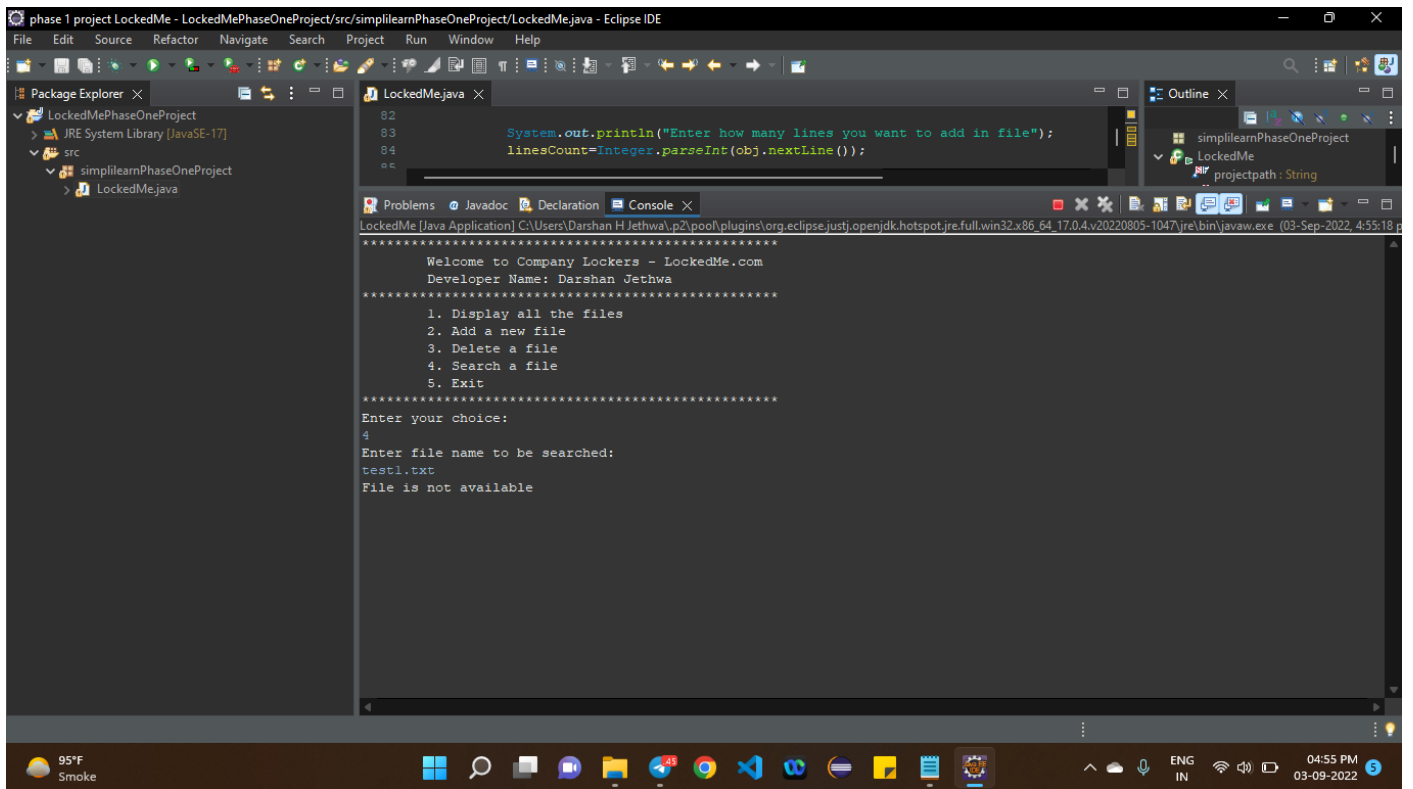 phase 1 project LockedMe - LockedMePhaseOneProject/src/simplilearnPhaseOneProject/LockedMe.java - Eclipse IDE
File Edit Source Refactor Navigate Search Project Run Window Help
Package Explorer
LockedMePhaseOneProject
JRE System Library [JavaSE-17]
src
simplilearnPhaseOneProject
LockedMe.java
LockedMe.java
82
83 System.out.println("Enter how many lines you want to add in file");
84 linesCount=Integer.parseInt(obj.nextLine());
85
Outline
simplilearnPhaseOneProject
LockedMe
projectpath : String
Problems Javadoc Declaration Console
LockedMe [Java Application] C:\Users\Darshan H Jethwa\.p2\pool\plugins\org.eclipse.justj.openjdk.hotspot.jre.full.win32.x86_64_17.0.4.v20220805-1047\jre\bin\javaw.exe (03-Sep-2022, 4:55:18 p
***************************************************
Welcome to Company Lockers - LockedMe.com
Developer Name: Darshan Jethwa
***************************************************
1. Display all the files
2. Add a new file
3. Delete a file
4. Search a file
5. Exit
***************************************************
Enter your choice:
4
Enter file name to be searched:
test1.txt
File is not available
95°F
Smoke
45
ENG
IN
04:55 PM
03-09-2022
5